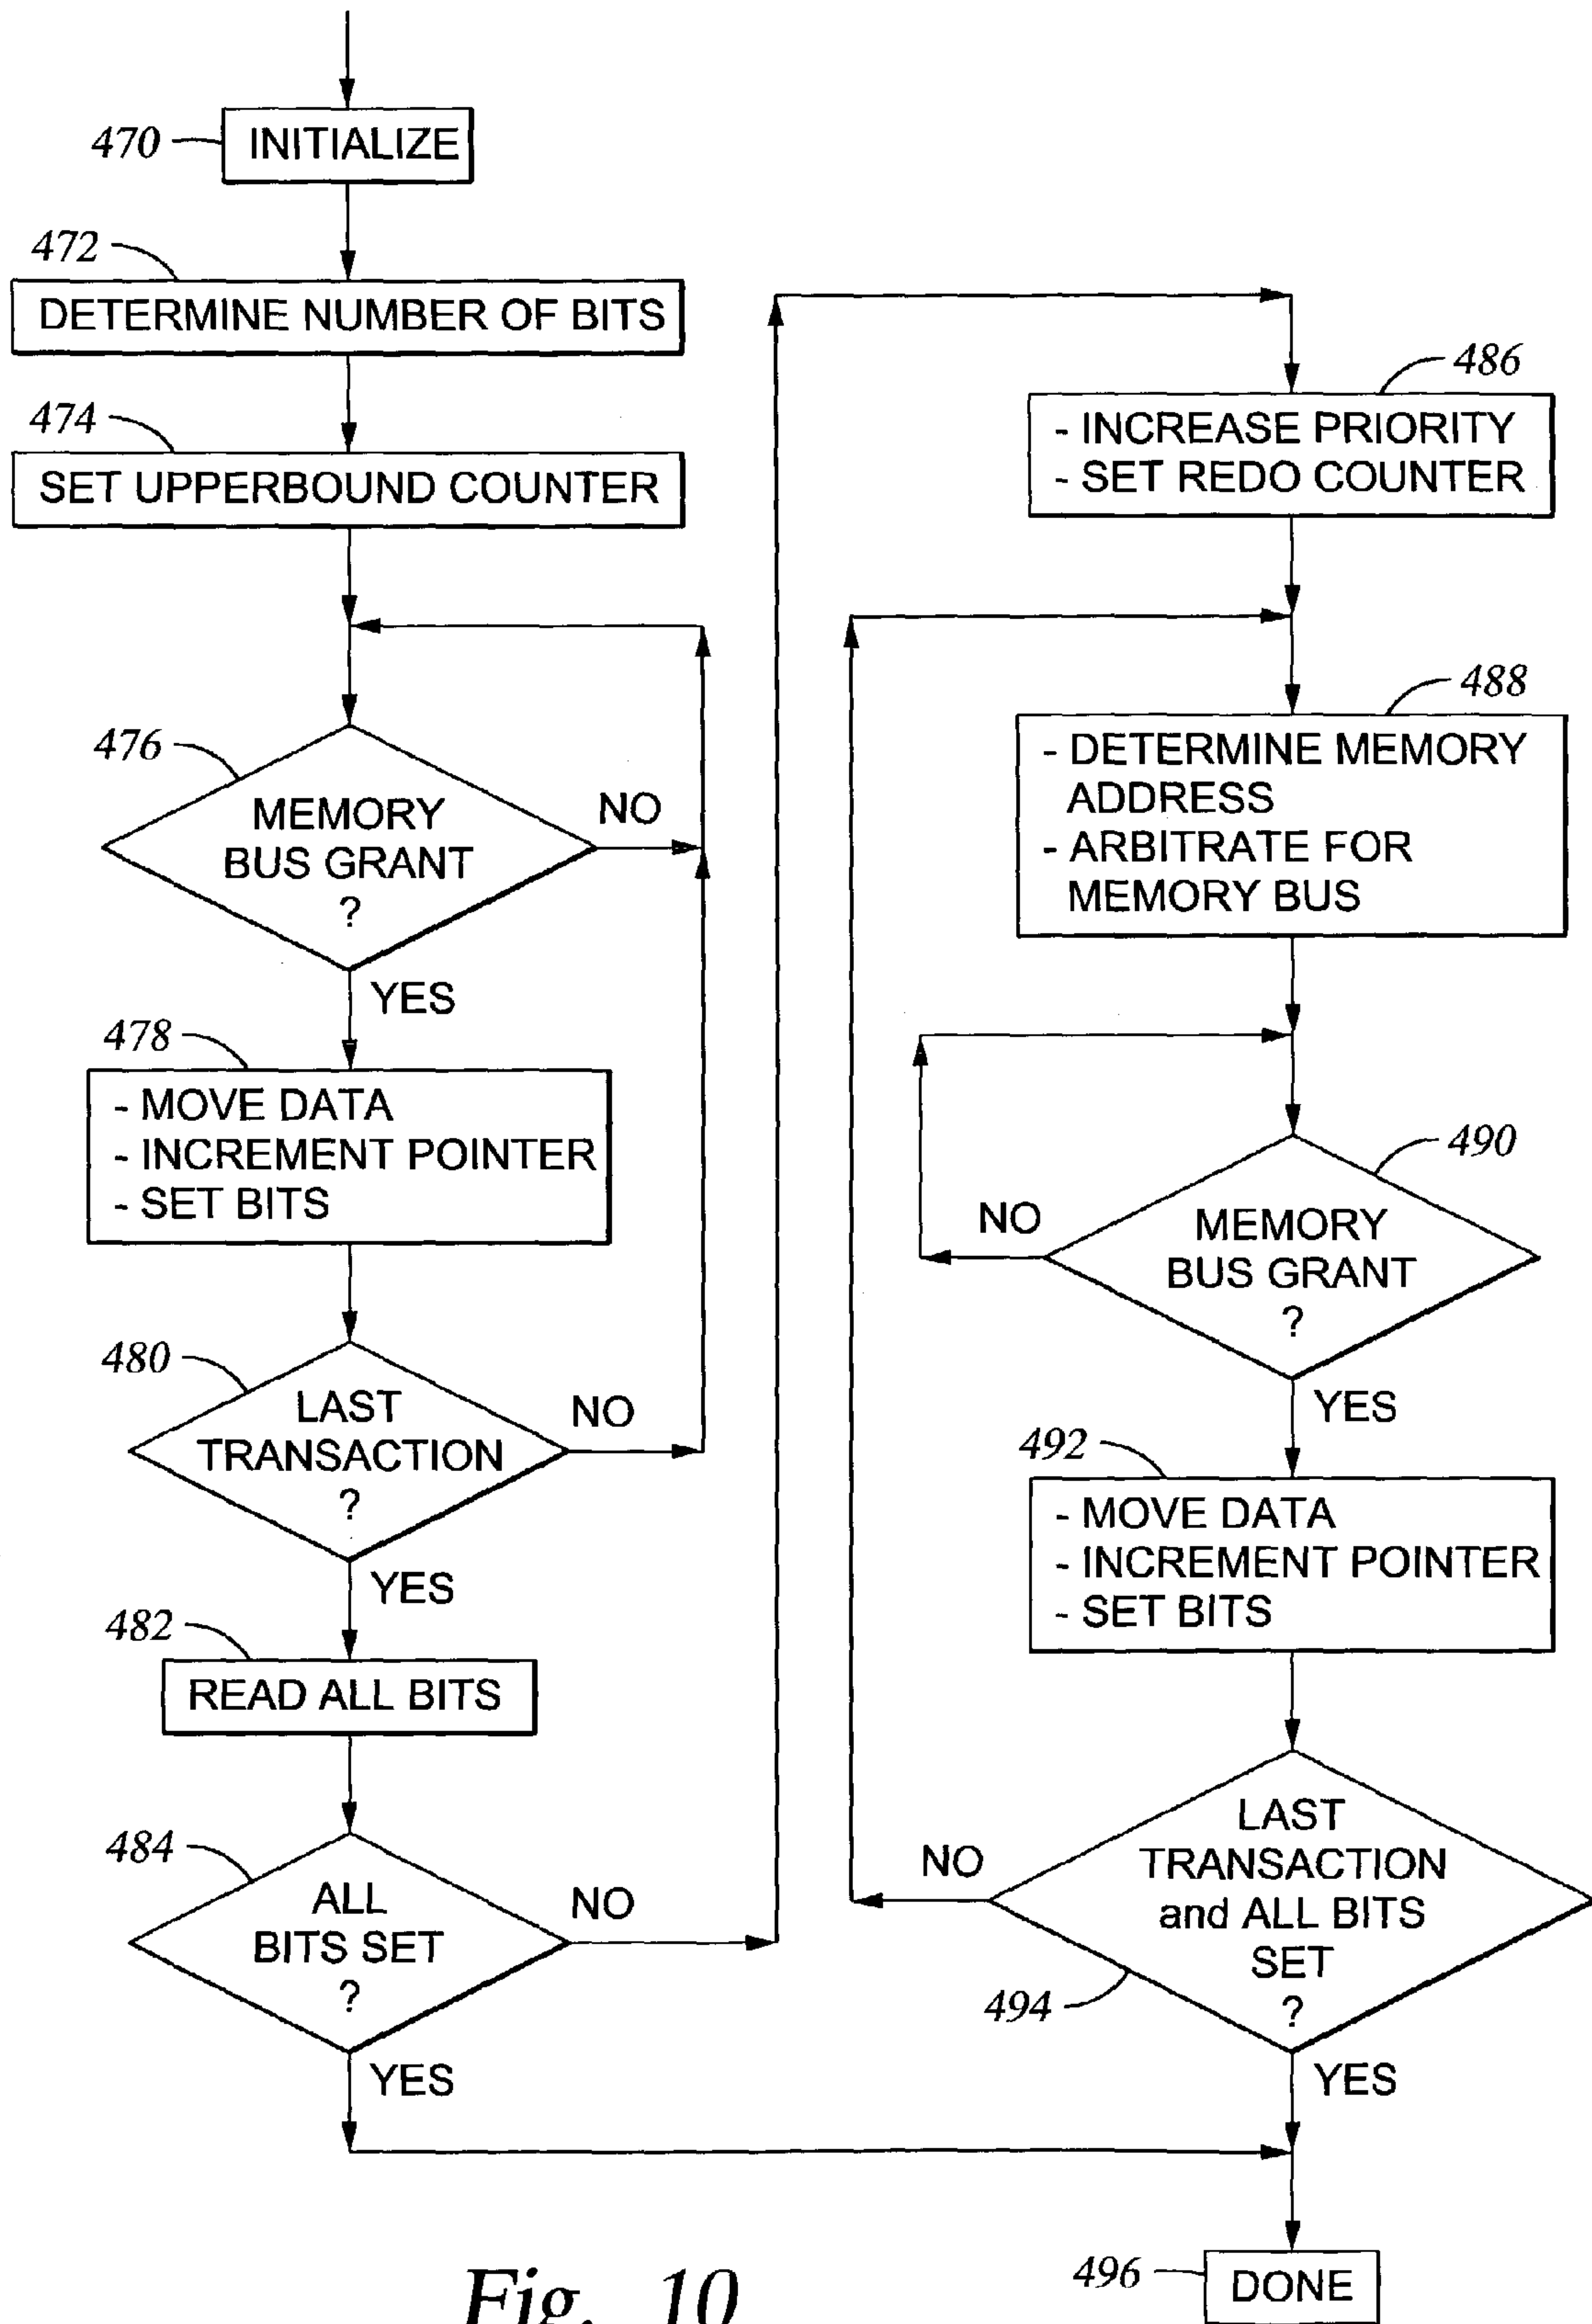 470
INITIALIZE
472
DETERMINE NUMBER OF BITS
474
SET UPPERBOUND COUNTER
476
MEMORY
BUS GRANT
?
NO
YES
478
- MOVE DATA
- INCREMENT POINTER
- SET BITS
480
LAST
TRANSACTION
?
NO
YES
482
READ ALL BITS
484
ALL
BITS SET
?
NO
YES
486
- INCREASE PRIORITY
- SET REDO COUNTER
488
- DETERMINE MEMORY
ADDRESS
- ARBITRATE FOR
MEMORY BUS
490
MEMORY
BUS GRANT
?
NO
YES
492
- MOVE DATA
- INCREMENT POINTER
- SET BITS
494
LAST
TRANSACTION
and ALL BITS
SET
?
NO
YES
496
DONE
Fig. 10